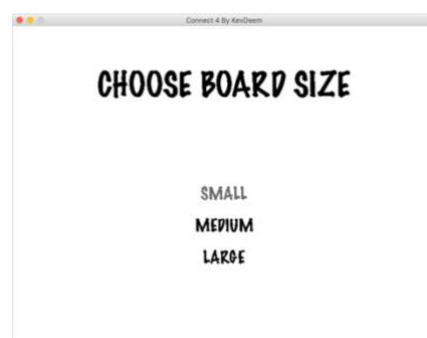 Connect 4 By KevDeem
CHOOSE BOARD SIZE
SMALL
MEDIUM
LARGE